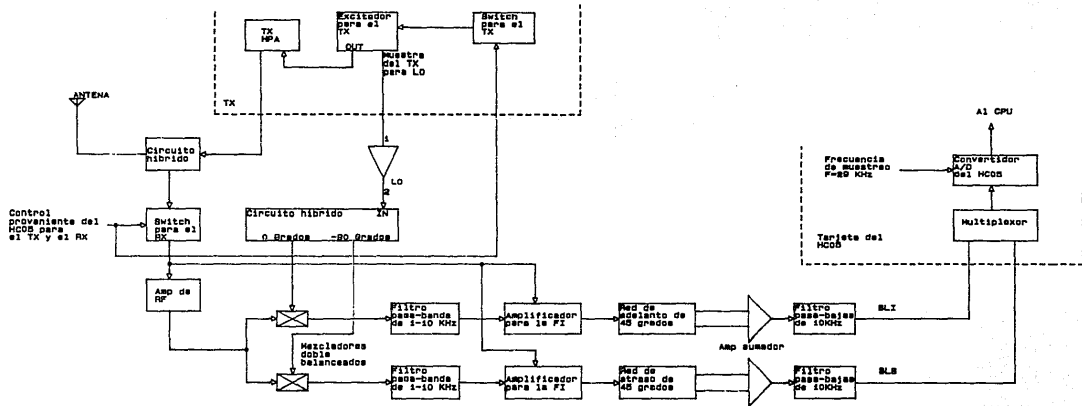 TX
HPA
Excitador
para el
TX
OUT
Switch
para el
TX
Muestra
del TX
para LO
TX
ANTENA
Circuito
hibrido
1
LO
2
Al CPU
Frecuencia
de muestreo
F=29 KHz
Convertidor
A/D
del HC05
Multiplexor
Tarjeta del
HC05
Control
proveniente del
HC05 para
el TX y el RX
Switch
para el
RX
Circuito hibrido IN
0 Grados -90 Grados
Amp de
RF
Filtro
pasa-banda
de 1-10 KHz
Amplificador
para la FI
Red de
adelanto de
45 grados
Filtro
pasa-bajas
de 10KHz
BLI
Mezcladores
doble
balanceados
Amp sumador
Filtro
pasa-banda
de 1-10 KHz
Amplificador
para la FI
Red de
atraso de
45 grados
Filtro
pasa-bajas
de 10KHz
BLS